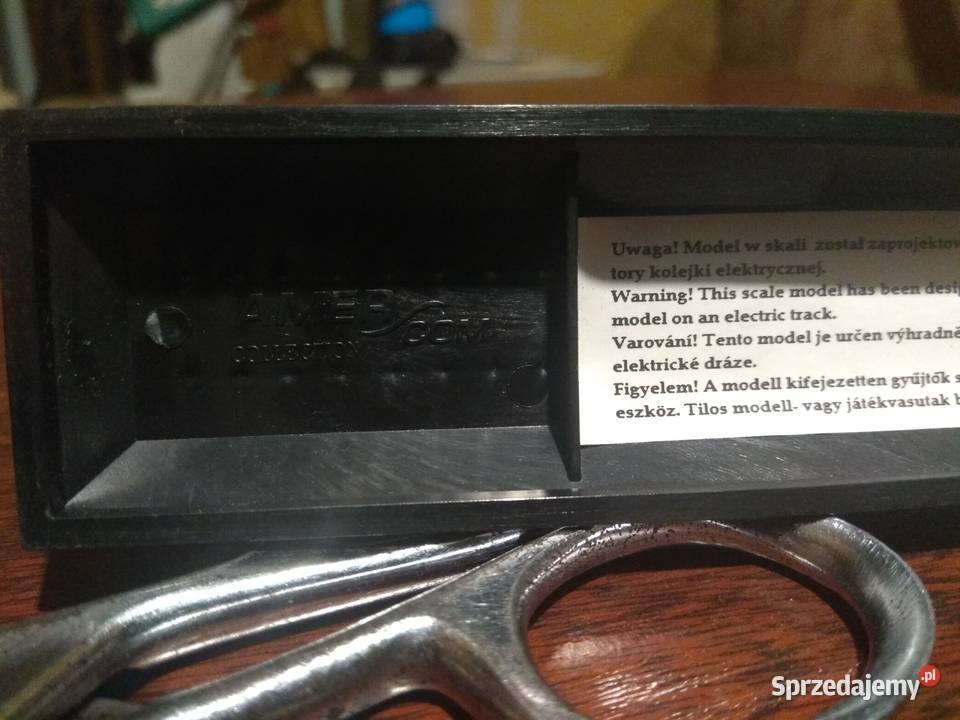 AMER COM
COLLECTION
Uwaga! Model w skali został zaprojektow
tory kolejki elektrycznej.
Warning! This scale model has been desig
model on an electric track.
Varování! Tento model je určen výhradně
elektrické dráze.
Figyelem! A modell kifejezetten gyűjtők s
eszköz. Tilos modell- vagy játékvasutak b
Sprzedajemy.pl